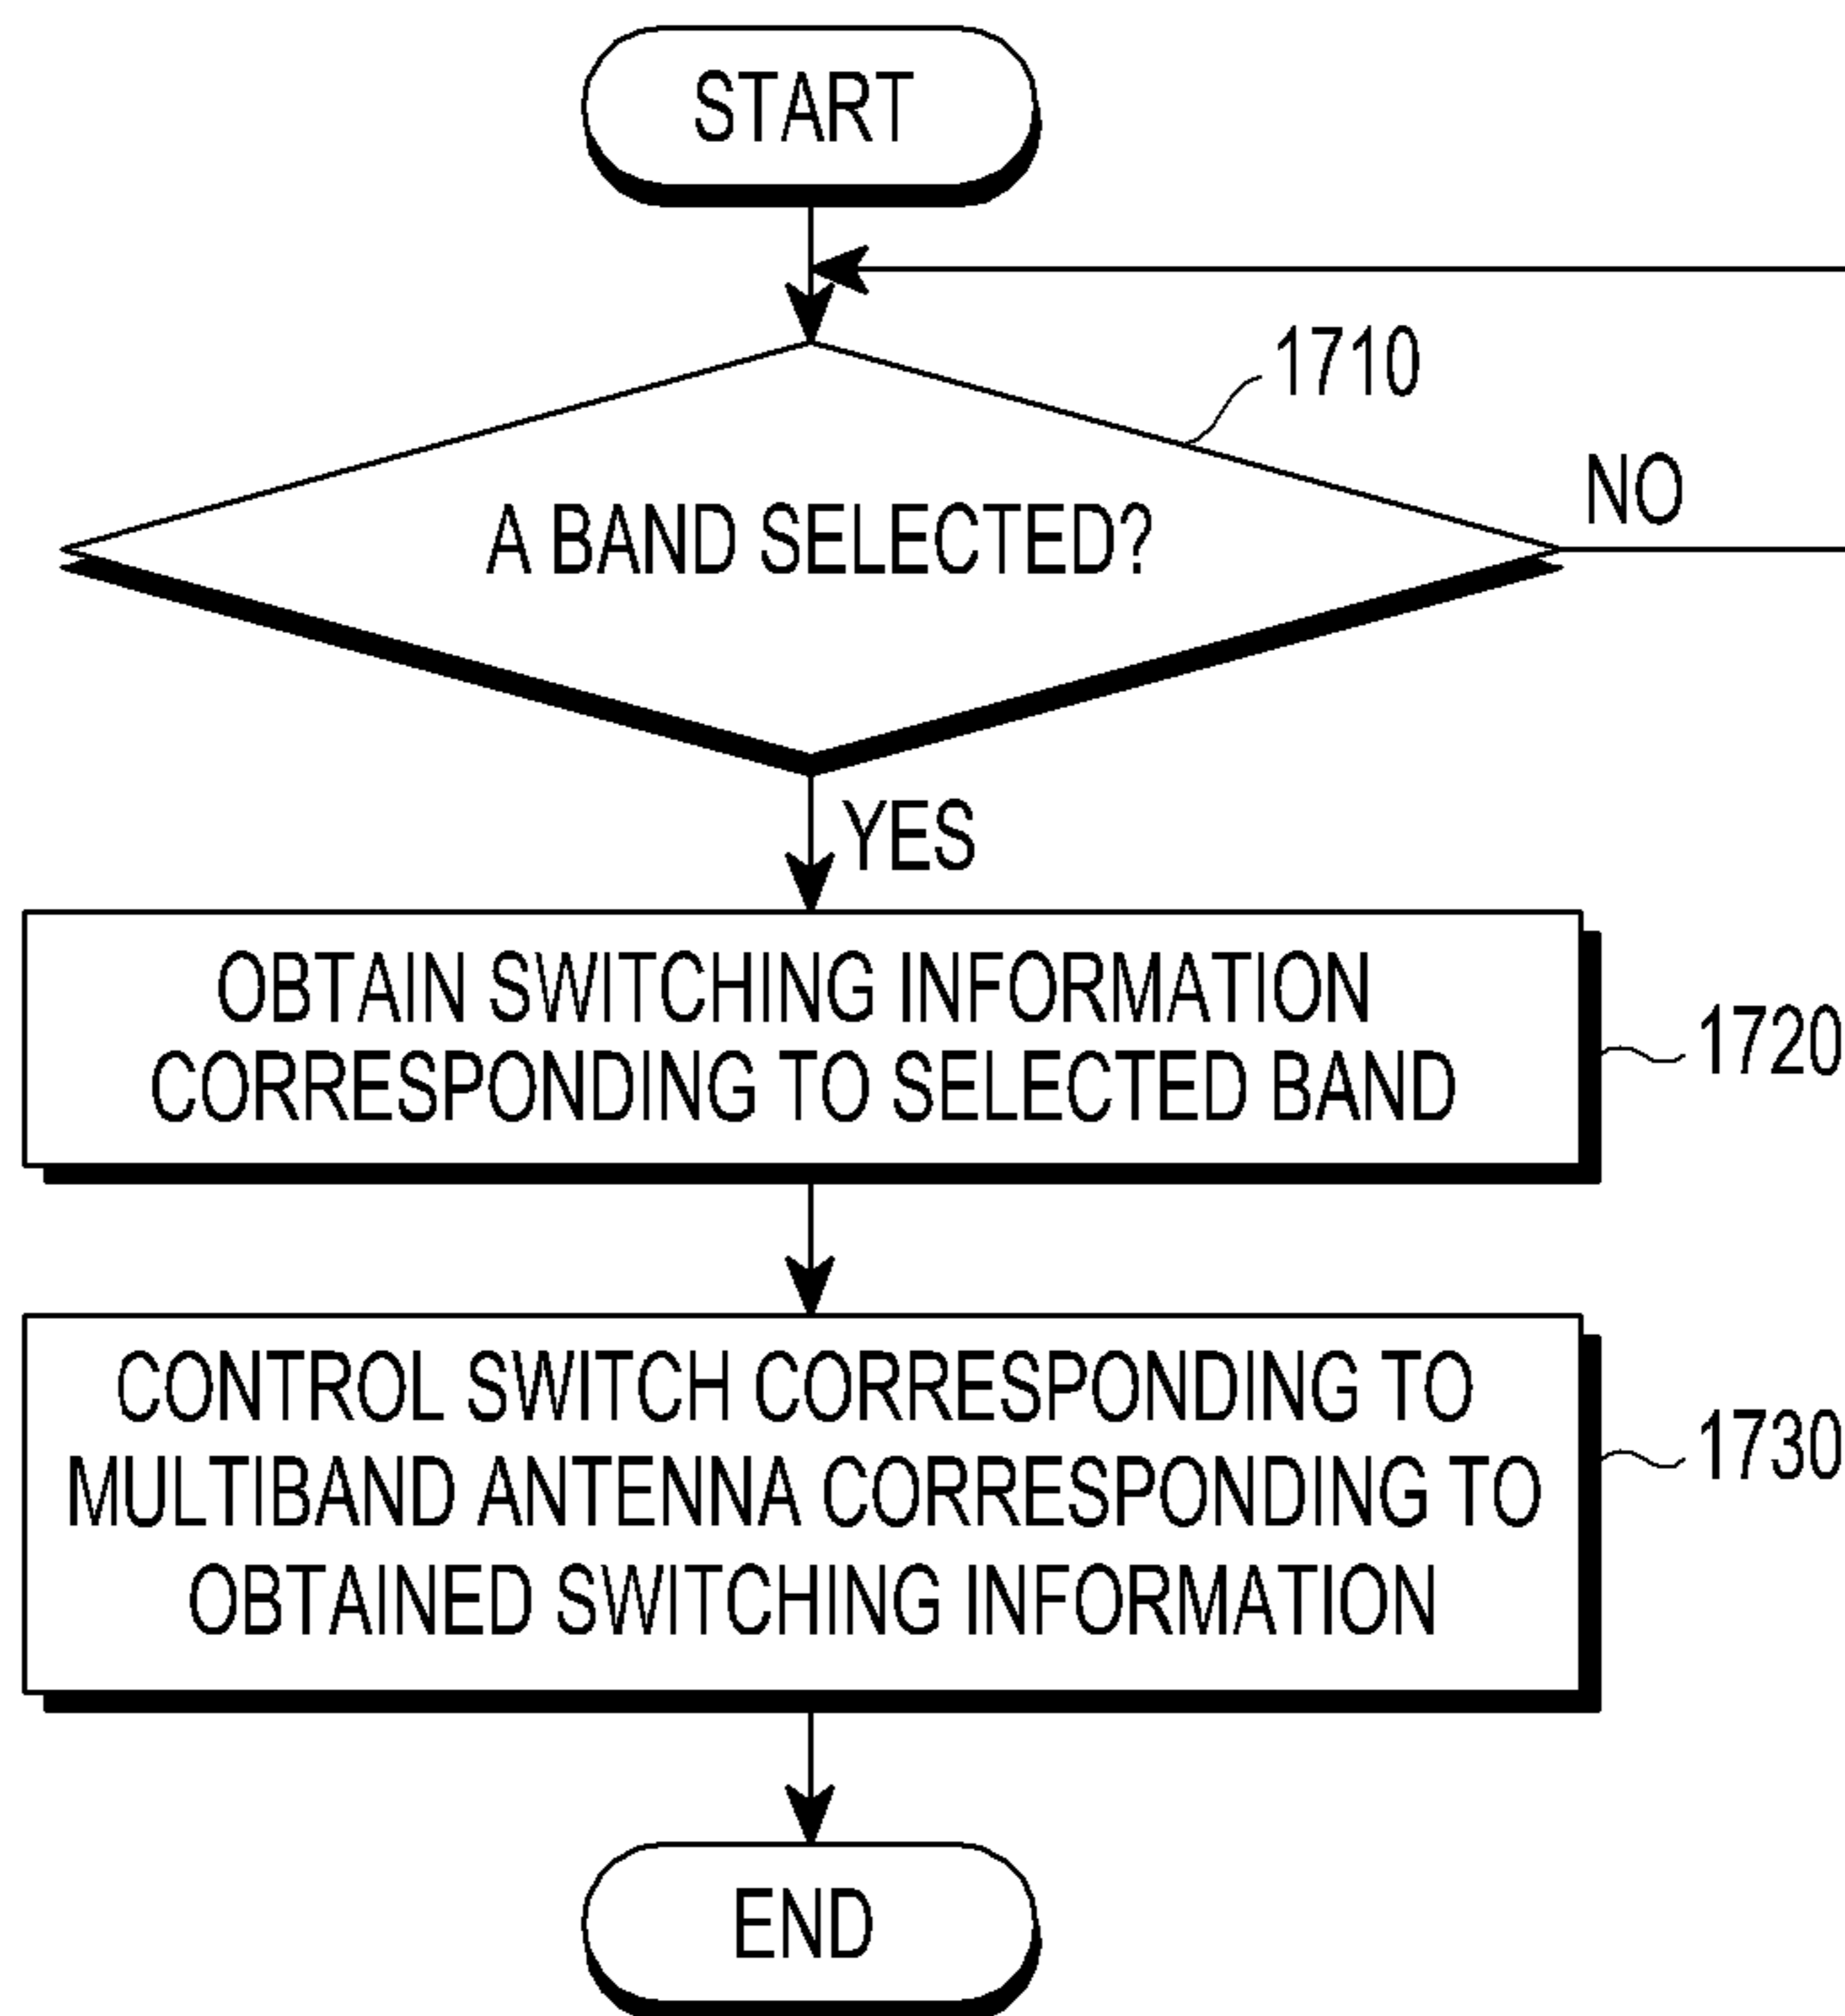 START
1710
NO
A BAND SELECTED?
YES
OBTAIN SWITCHING INFORMATION
CORRESPONDING TO SELECTED BAND
1720
CONTROL SWITCH CORRESPONDING TO
MULTIBAND ANTENNA CORRESPONDING TO
OBTAINED SWITCHING INFORMATION
1730
END